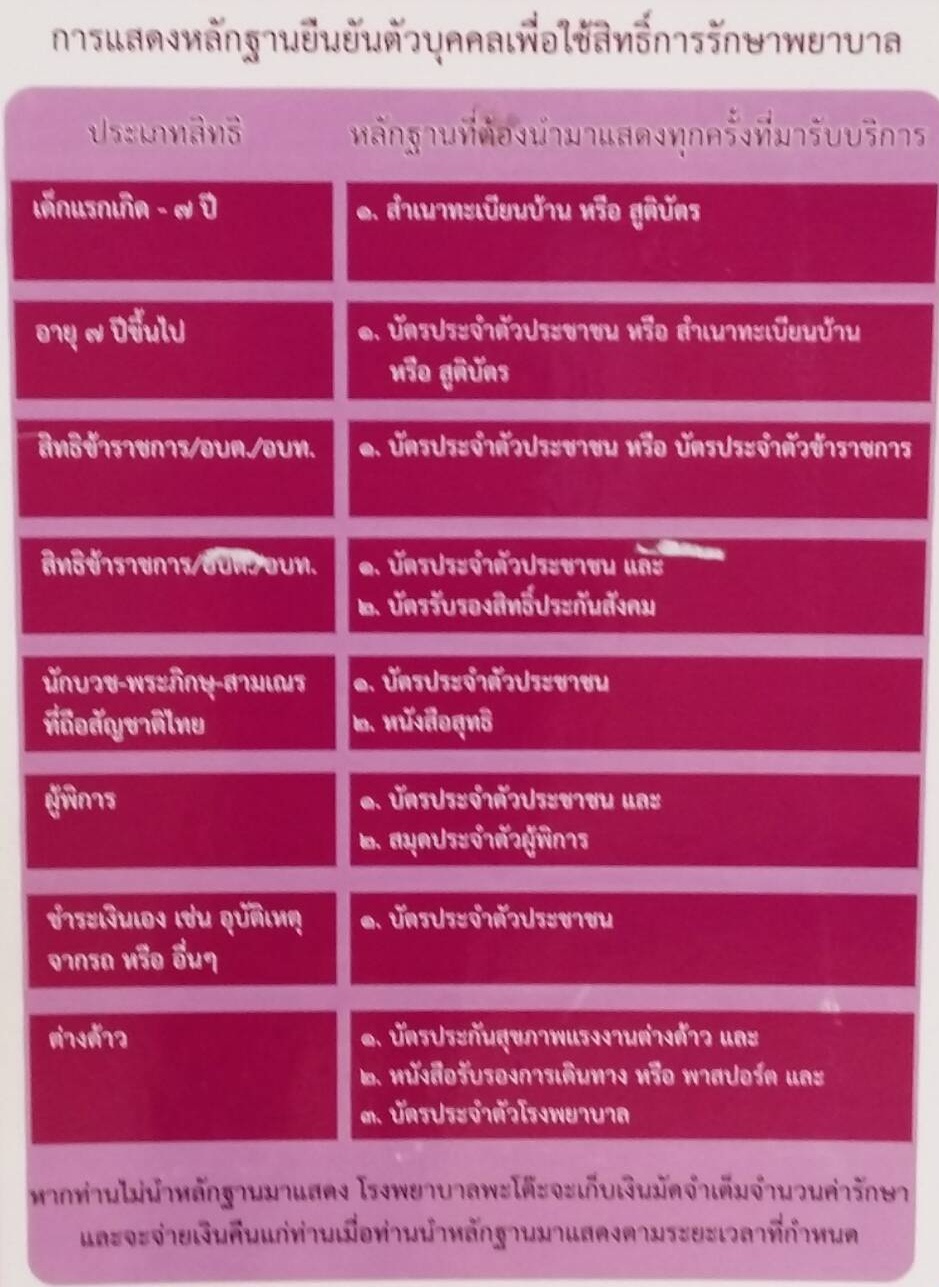 การแสดงหลักฐานยืนยันตัวบุคคลเพื่อใช้สิทธิ์การรักษาพยาบาล
ประเภทสิทธิ หลักฐานที่ต้องนำมาแสดงทุกครั้งที่มารับบริการ
เด็กแรกเกิด - ๗ ปี ๑. สำเนาทะเบียนบ้าน หรือ สูติบัตร
อายุ ๗ ปีขึ้นไป ๑. บัตรประจำตัวประชาชน หรือ สำเนาทะเบียนบ้าน
หรือ สูติบัตร
สิทธิข้าราชการ/อบต./อบท. ๑. บัตรประจำตัวประชาชน หรือ บัตรประจำตัวข้าราชการ
สิทธิข้าราชการ/อบต./อบท. ๑. บัตรประจำตัวประชาชน และ
๒. บัตรรับรองสิทธิ์ประกันสังคม
นักบวช-พระภิกษุ-สามเณร ๑. บัตรประจำตัวประชาชน
ที่ถือสัญชาติไทย ๒. หนังสือสุทธิ
ผู้พิการ ๑. บัตรประจำตัวประชาชน และ
๒. สมุดประจำตัวผู้พิการ
ชำระเงินเอง เช่น อุบัติเหตุ ๑. บัตรประจำตัวประชาชน
จากรถ หรือ อื่นๆ
ต่างด้าว ๑. บัตรประกันสุขภาพแรงงานต่างด้าว และ
๒. หนังสือรับรองการเดินทาง หรือ พาสปอร์ต และ
๓. บัตรประจำตัวโรงพยาบาล
หากท่านไม่นำหลักฐานมาแสดง โรงพยาบาลพะโต๊ะจะเก็บเงินมัดจำเต็มจำนวนค่ารักษา
และจะจ่ายเงินคืนแก่ท่านเมื่อท่านนำหลักฐานมาแสดงตามระยะเวลาที่กำหนด